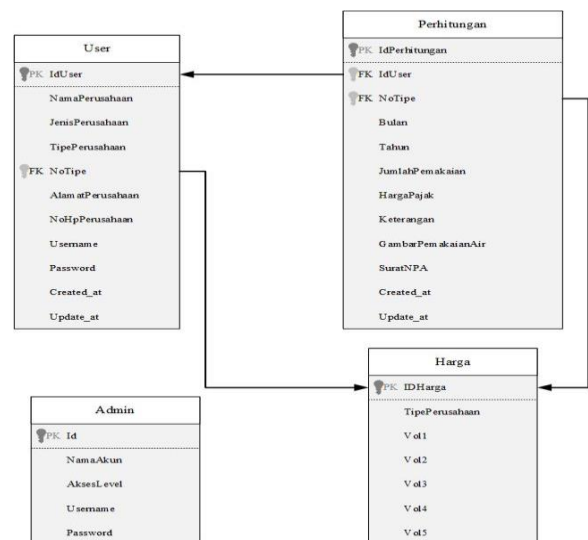 User
PK IdUser
NamaPerusahaan
JenisPerusahaan
TipePerusahaan
FK NoTipe
AlamatPerusahaan
NoHpPerusahaan
Username
Password
Created_at
Update_at
Perhitungan
PK IdPerhitungan
FK IdUser
FK NoTipe
Bulan
Tahun
JumlahPemakaian
HargaPajak
Keterangan
GambarPemakaianAir
SuratNPA
Created_at
Update_at
Admin
PK Id
NamaAkun
AksesLevel
Username
Password
Harga
PK IDHarga
TipePerusahaan
Vol1
Vol2
Vol3
Vol4
Vol5